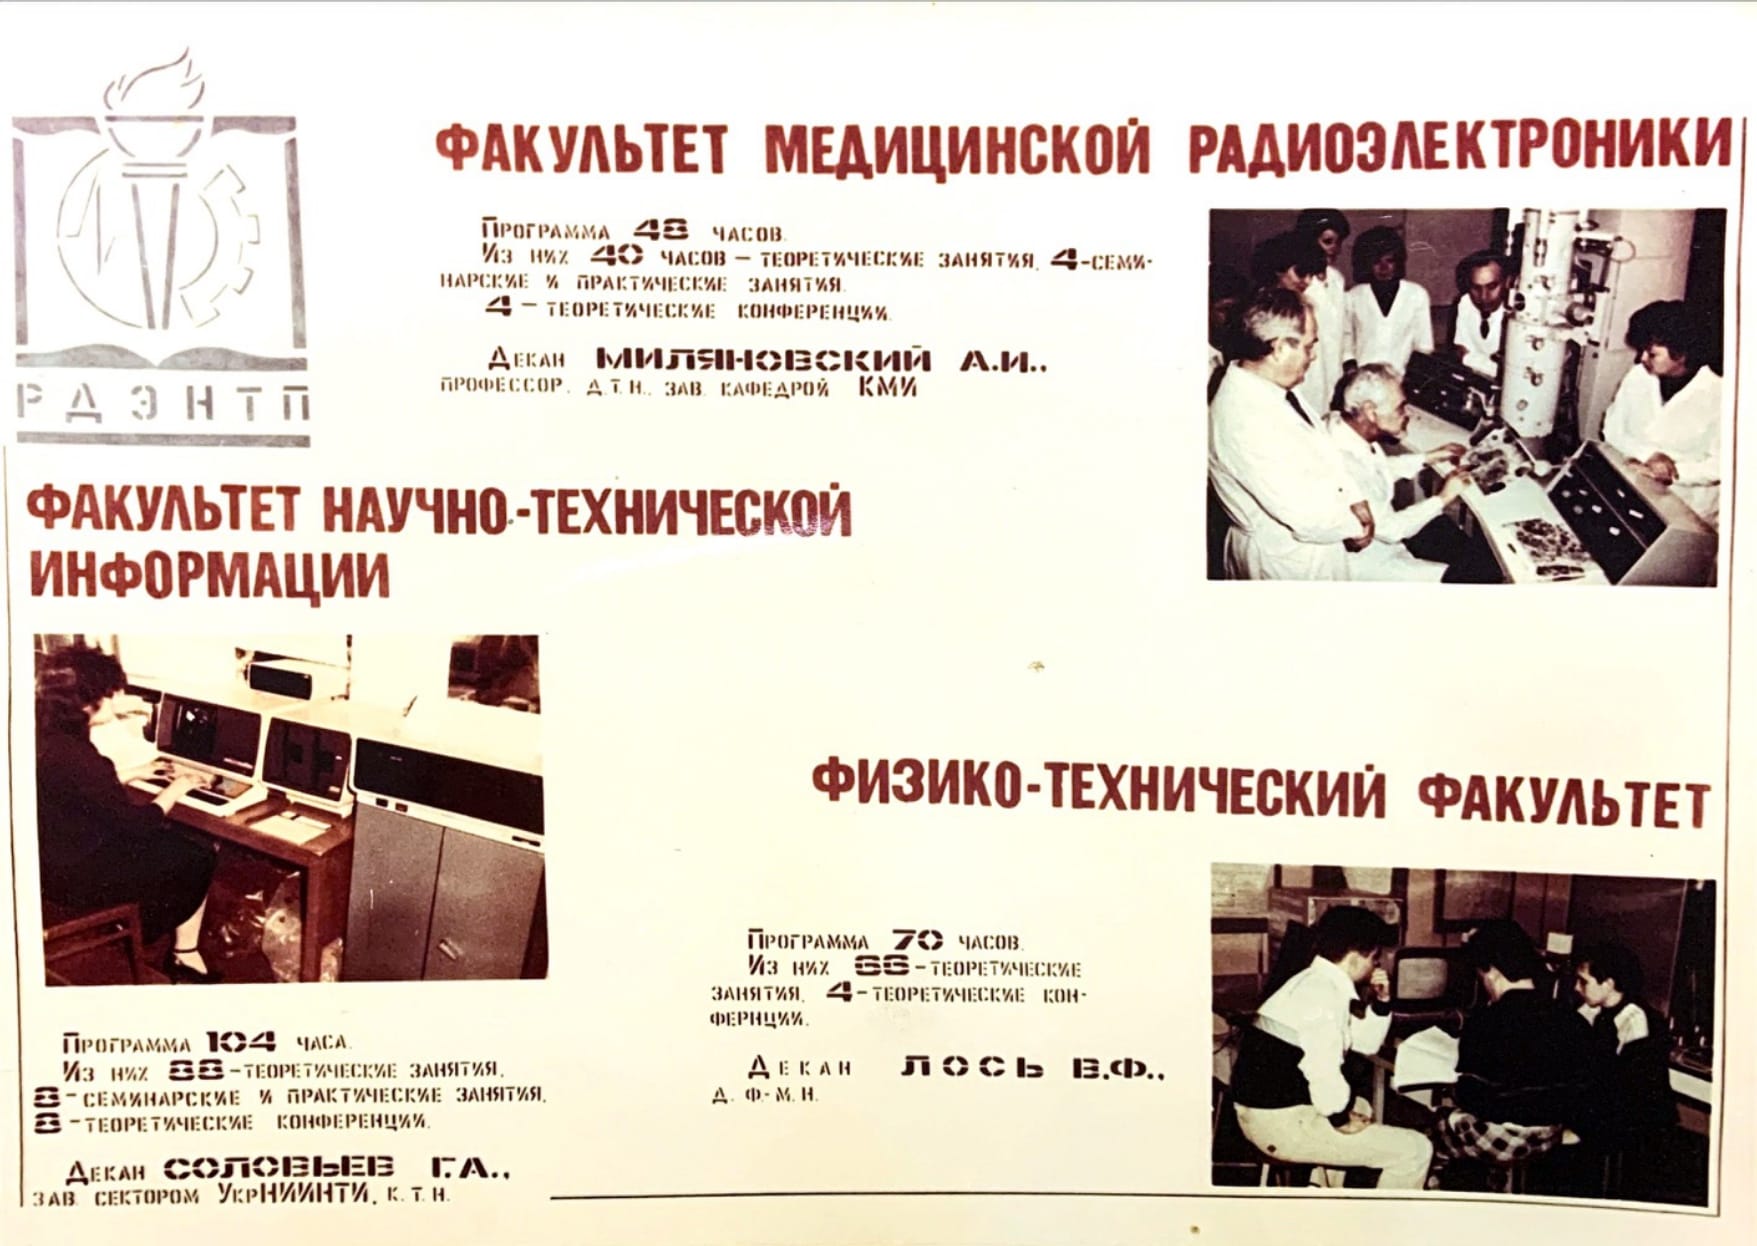 РДЭНТП
ФАКУЛЬТЕТ МЕДИЦИНСКОЙ РАДИОЭЛЕКТРОНИКИ
Программа 48 часов.
Из них 40 часов – теоретические занятия, 4-семи-
нарские и практические занятия.
4 – теоретические конференции.
Декан МИЛЯНОВСКИЙ А.И.,
профессор, д.т.н., зав. кафедрой КМИ
ФАКУЛЬТЕТ НАУЧНО-ТЕХНИЧЕСКОЙ
ИНФОРМАЦИИ
Программа 104 часа.
Из них 88-теоретические занятия,
8-семинарские и практические занятия,
8-теоретические конференции.
Декан СОЛОВЬЕВ Г.А.,
зав. сектором УкрНИИНТИ, к.т.н.
ФИЗИКО-ТЕХНИЧЕСКИЙ ФАКУЛЬТЕТ
Программа 70 часов.
Из них 66-теоретические
занятия, 4-теоретические кон-
фернции.
Декан ЛОСЬ В.Ф.,
д. ф.-м.н.